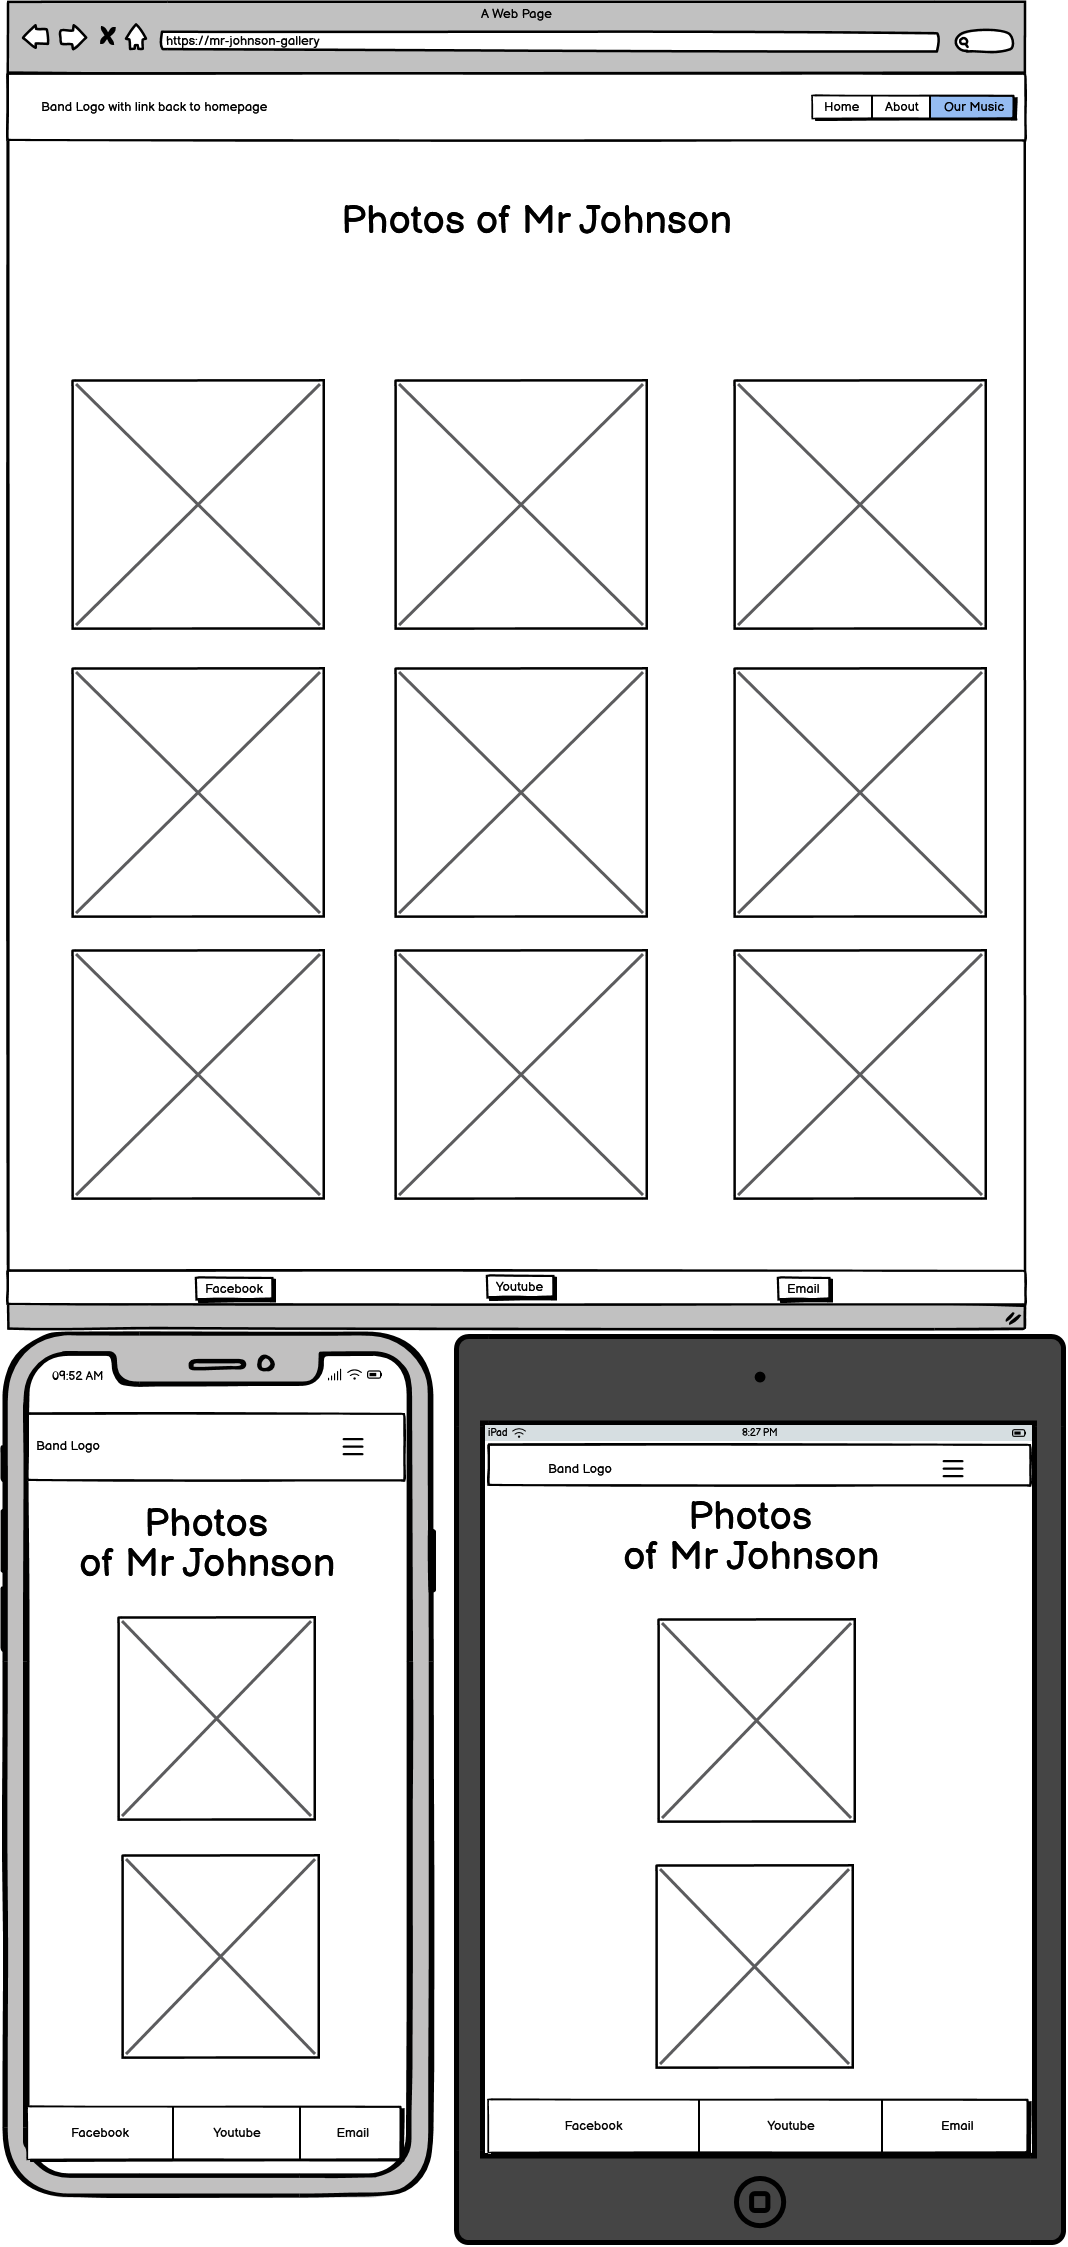 A Web Page
https://mr-johnson-gallery
Band Logo with link back to homepage
Home About Our Music
Photos of Mr Johnson
Facebook Youtube Email
09:52 AM
Band Logo
Photos
of Mr Johnson
Facebook Youtube Email
iPad 8:27 PM
Band Logo
Photos
of Mr Johnson
Facebook Youtube Email